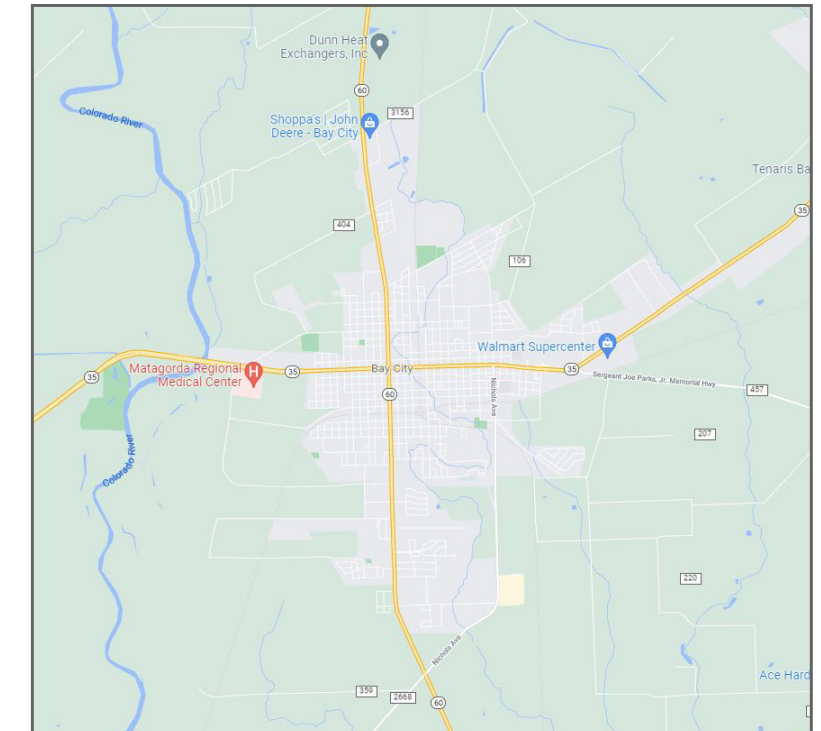 Dunn Heat
Exchangers, Inc
60
Colorado River
3156
Shoppa's | John
Deere - Bay City
Tenaris Ba
35
404
106
Walmart Supercenter
Matagorda Regional
Medical Center
35
35
Bay City
35
Sergeant Joe Parks, Jr. Memorial Hwy
457
60
Nichols Ave
207
Colorado River
220
Nichols Ave
Ace Hard
359
2668
60